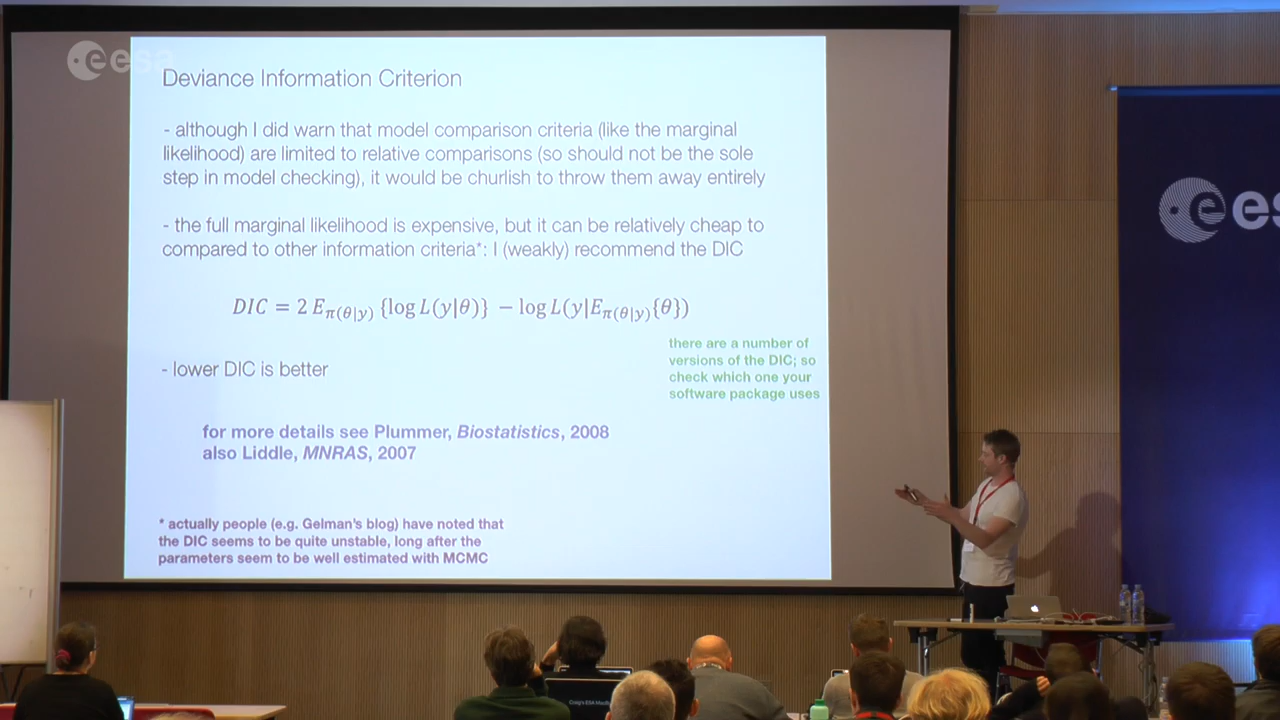 esa
Deviance Information Criterion
- although I did warn that model comparison criteria (like the marginal
likelihood) are limited to relative comparisons (so should not be the sole
step in model checking), it would be churlish to throw them away entirely
- the full marginal likelihood is expensive, but it can be relatively cheap to
compared to other information criteria*: I (weakly) recommend the DIC
DIC = 2 E_{π(θ|y)} {log L(y|θ)} − log L(y|E_{π(θ|y)}{θ})
there are a number of
versions of the DIC; so
check which one your
software package uses
- lower DIC is better
for more details see Plummer, Biostatistics, 2008
also Liddle, MNRAS, 2007
* actually people (e.g. Gelman's blog) have noted that
the DIC seems to be quite unstable, long after the
parameters seem to be well estimated with MCMC
es